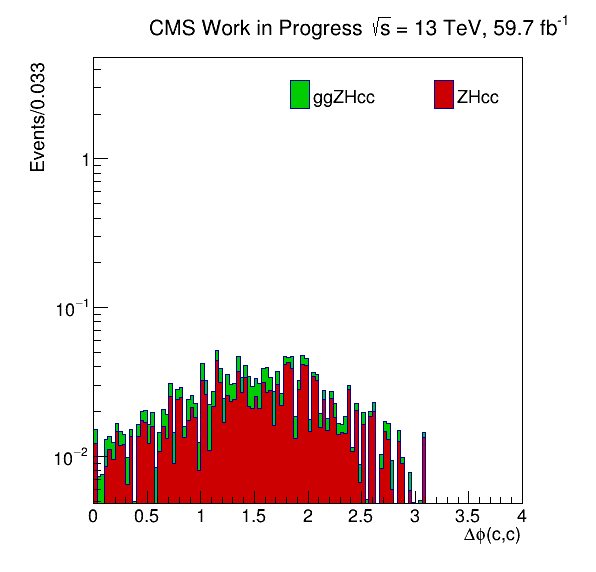 CMS Work in Progress √s = 13 TeV, 59.7 fb⁻¹
Events/0.033
ggZHcc ZHcc
1
10⁻¹
10⁻²
0 0.5 1 1.5 2 2.5 3 3.5 4
Δϕ(c,c)